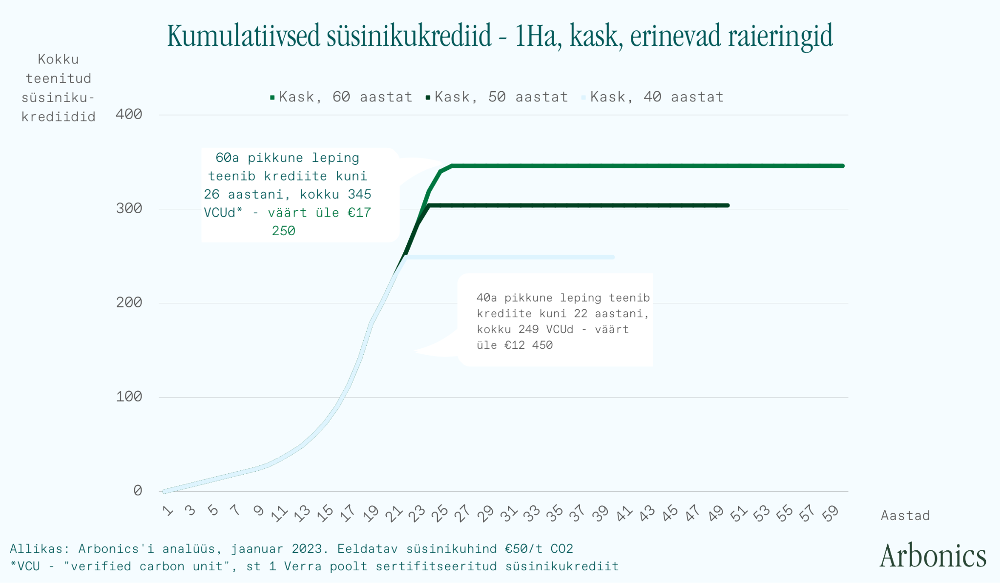 Kumulatiivsed süsinikukrediid - 1Ha, kask, erinevad raieringid
Kokku
teenitud
süsiniku-
krediidid
Kask, 60 aastat Kask, 50 aastat Kask, 40 aastat
400
300
200
100
0
60a pikkune leping
teenib krediite kuni
26 aastani, kokku 345
VCUd* - väärt üle €17
250
40a pikkune leping teenib
krediite kuni 22 aastani,
kokku 249 VCUd - väärt
üle €12 450
1 3 5 7 9 11 13 15 17 19 21 23 25 27 29 31 33 35 37 39 41 43 45 47 49 51 53 55 57 59
Aastad
Allikas: Arbonics'i analüüs, jaanuar 2023. Eeldatav süsinikuhind €50/t CO2
*VCU - "verified carbon unit", st 1 Verra poolt sertifitseeritud süsinikukrediit
Arbonics